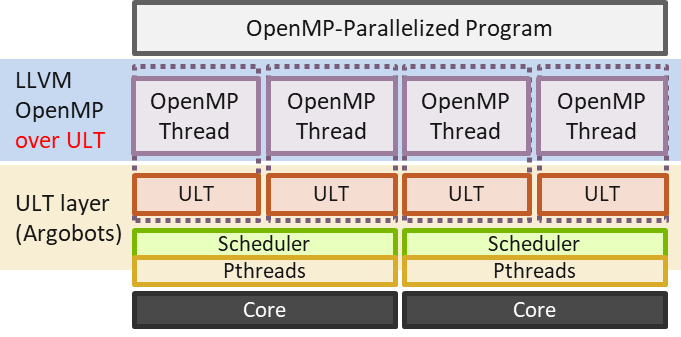 OpenMP-Parallelized Program
LLVM
OpenMP
over ULT
OpenMP
Thread
OpenMP
Thread
OpenMP
Thread
OpenMP
Thread
ULT layer
(Argobots)
ULT
ULT
ULT
ULT
Scheduler
Scheduler
Pthreads
Pthreads
Core
Core